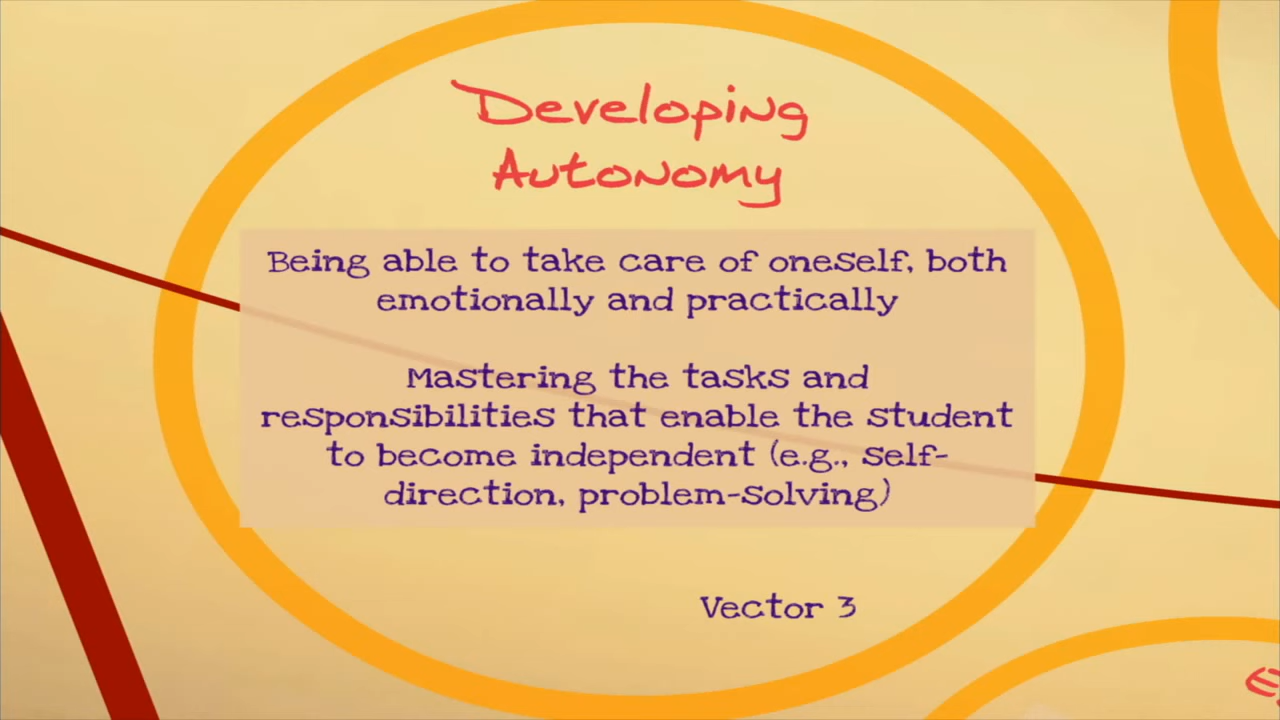 Developing
Autonomy
Being able to take care of oneself, both
emotionally and practically
Mastering the tasks and
responsibilities that enable the student
to become independent (e.g., self-
direction, problem-solving)
Vector 3